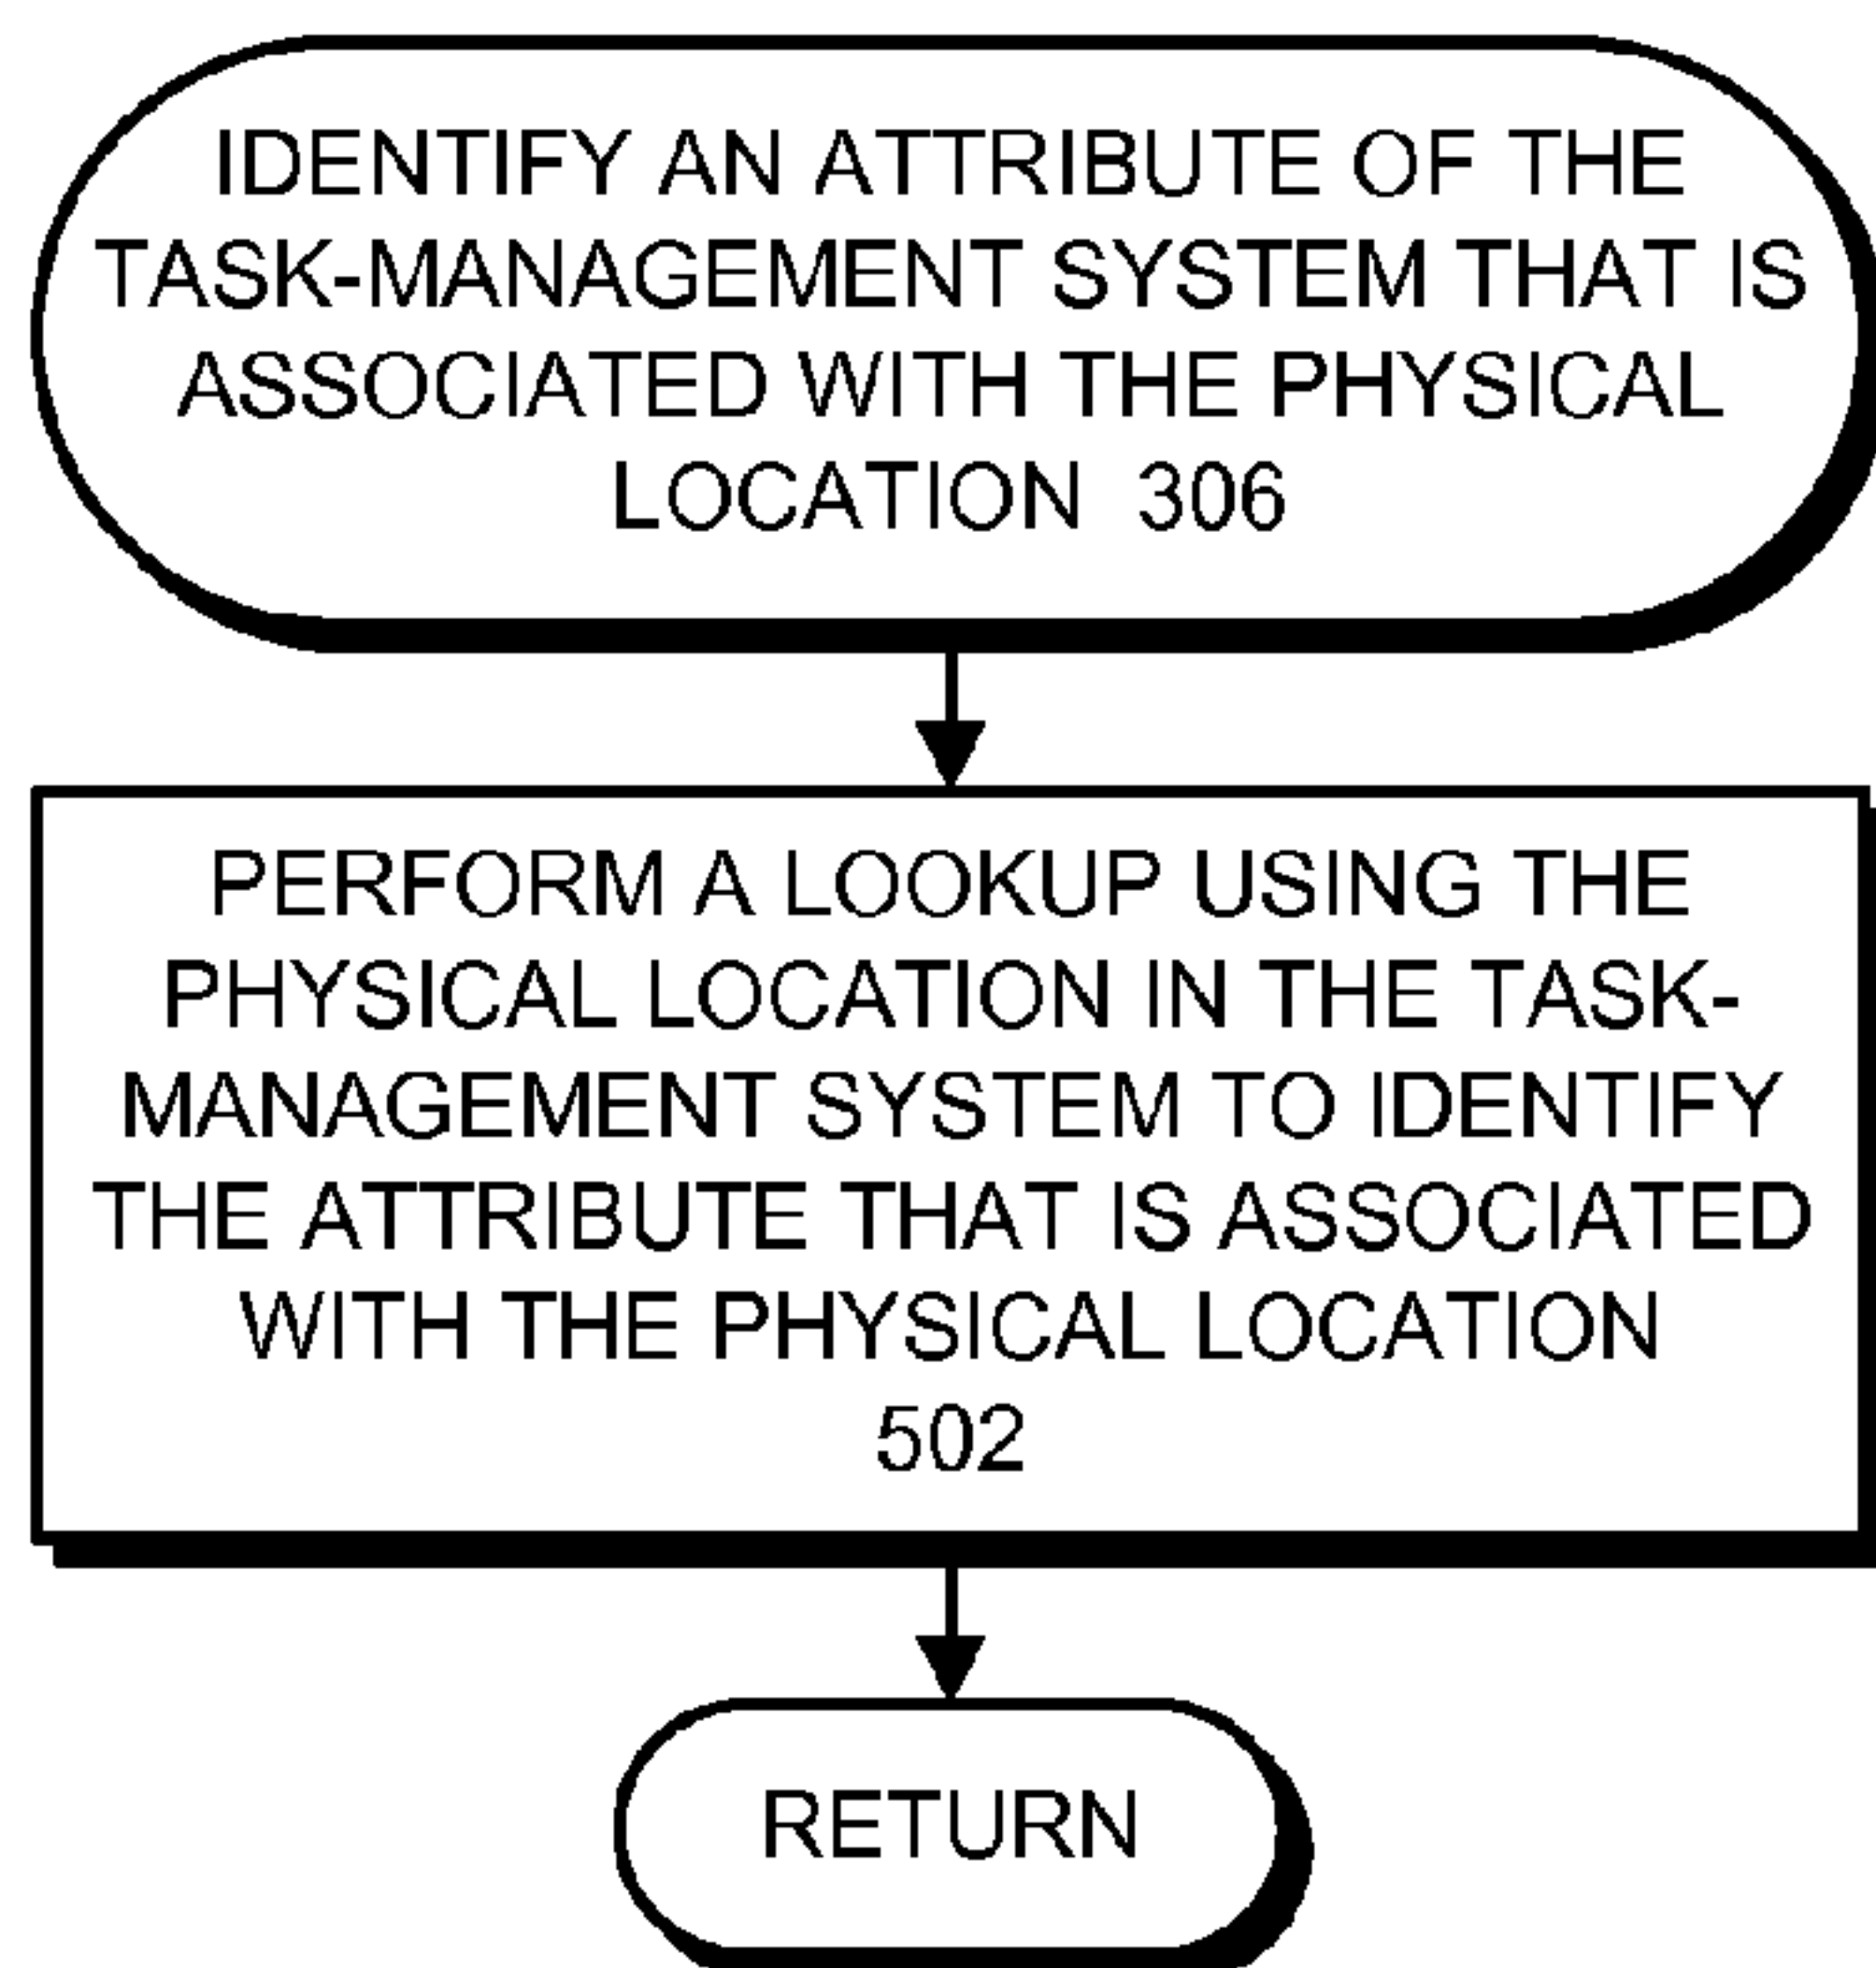 IDENTIFY AN ATTRIBUTE OF THE
TASK-MANAGEMENT SYSTEM THAT IS
ASSOCIATED WITH THE PHYSICAL
LOCATION 306
PERFORM A LOOKUP USING THE
PHYSICAL LOCATION IN THE TASK-
MANAGEMENT SYSTEM TO IDENTIFY
THE ATTRIBUTE THAT IS ASSOCIATED
WITH THE PHYSICAL LOCATION
502
RETURN